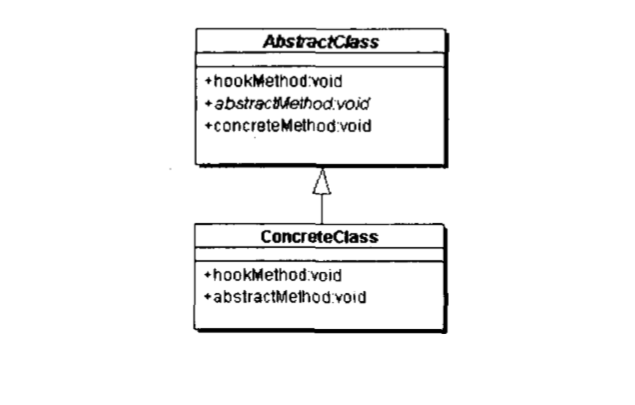 AbstractClass
+hookMethod:void
+abstractMethod:void
+concreteMethod:void
ConcreteClass
+hookMethod:void
+abstractMethod:void